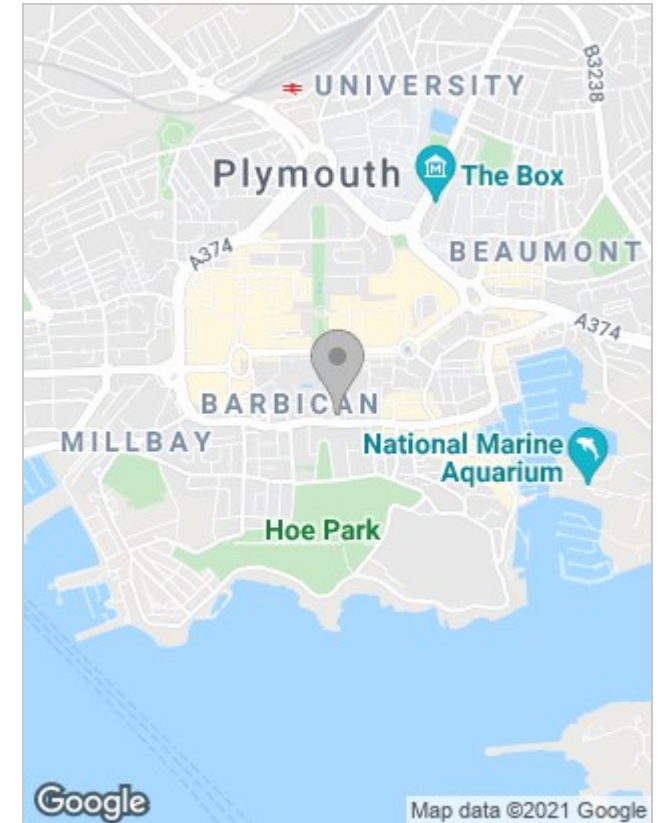 B3238
UNIVERSITY
Plymouth
The Box
A374
BEAUMONT
A374
BARBICAN
MILLBAY
National Marine
Aquarium
Hoe Park
Google
Map data ©2021 Google